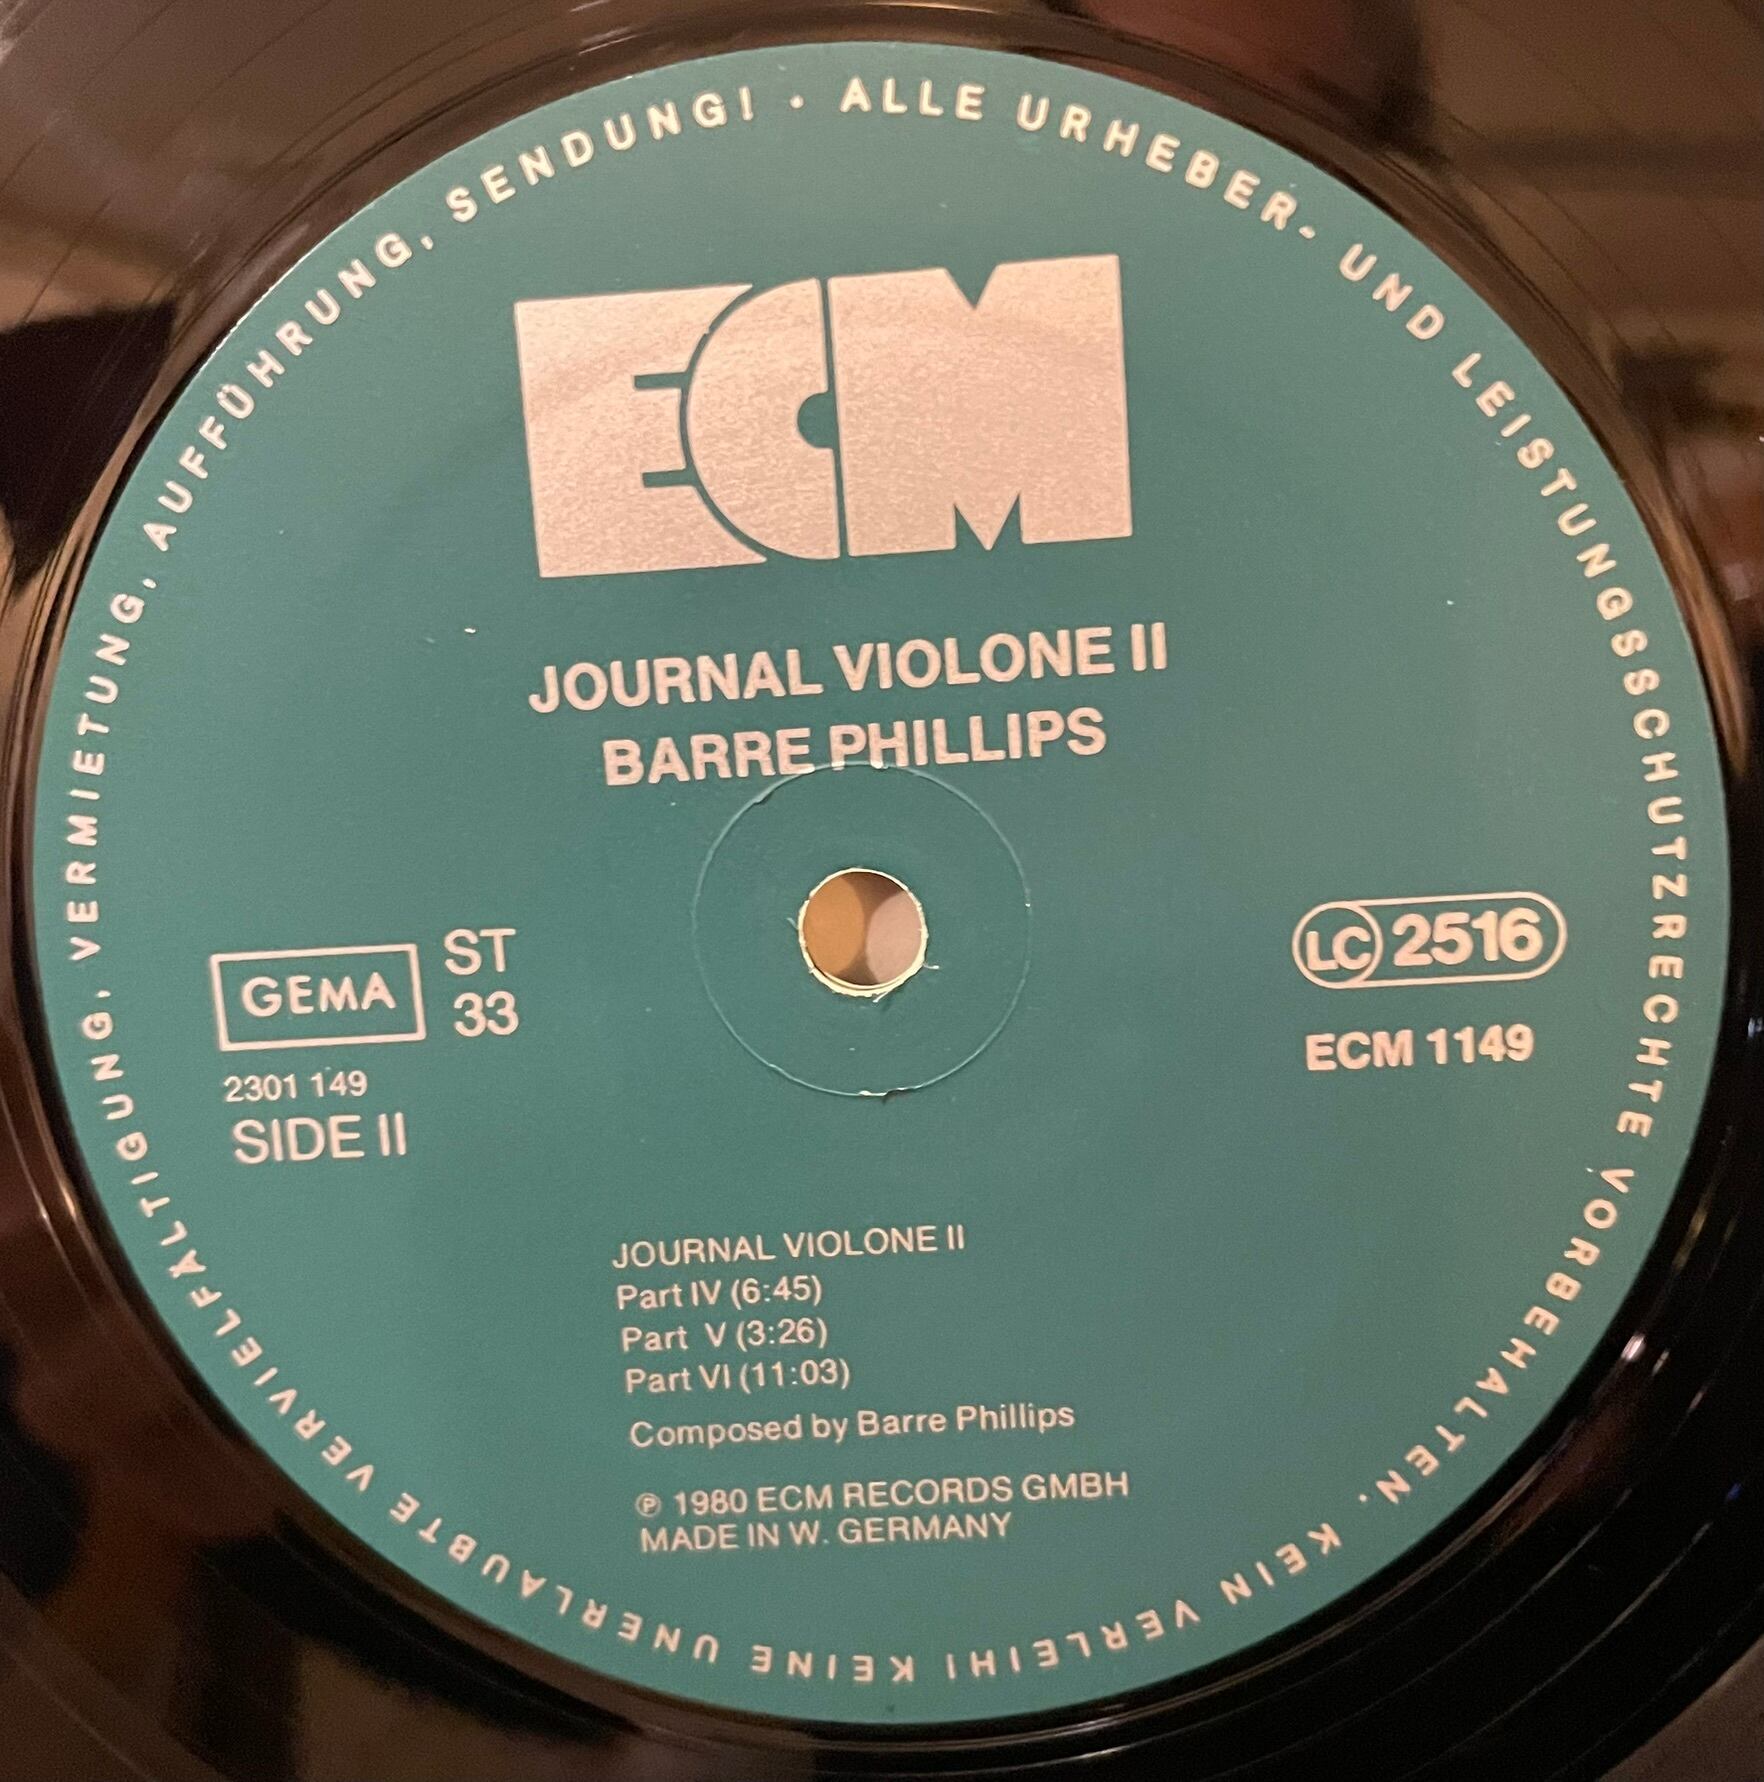 ALLE URHEBER- UND LEISTUNGSSCHUTZRECHTE VORBEHALTEN. KEIN VERLEIH! KEINE UNERLAUBTE VERVIELFÄLTIGUNG, VERMIETUNG, AUFFÜHRUNG, SENDUNG! •
ECM
JOURNAL VIOLONE II
BARRE PHILLIPS
GEMA
ST
33
2301 149
SIDE II
LC 2516
ECM 1149
JOURNAL VIOLONE II
Part IV (6:45)
Part V (3:26)
Part VI (11:03)
Composed by Barre Phillips
℗ 1980 ECM RECORDS GMBH
MADE IN W. GERMANY